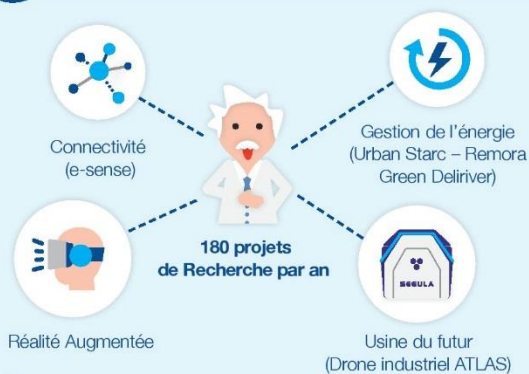 Connectivité
(e-sense)
Gestion de l'énergie
(Urban Starc – Remora
Green Deliriver)
180 projets
de Recherche par an
Réalité Augmentée
SEGULA
Usine du futur
(Drone industriel ATLAS)